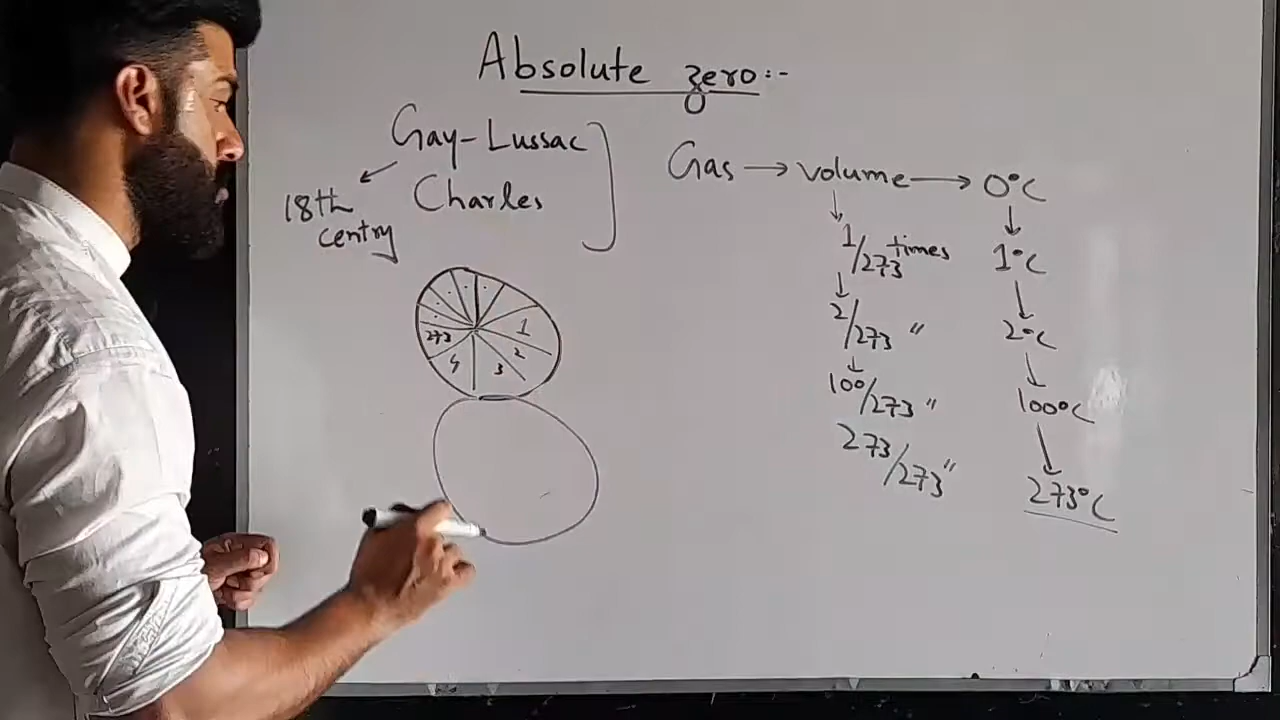 Absolute zero:-
Gay-Lussac
Charles
18th
centry
Gas → volume → 0°C
1/273 times
1°C
2/273 "
2°C
100/273 "
100°C
273/273 "
273°C
1
2
3
4
273